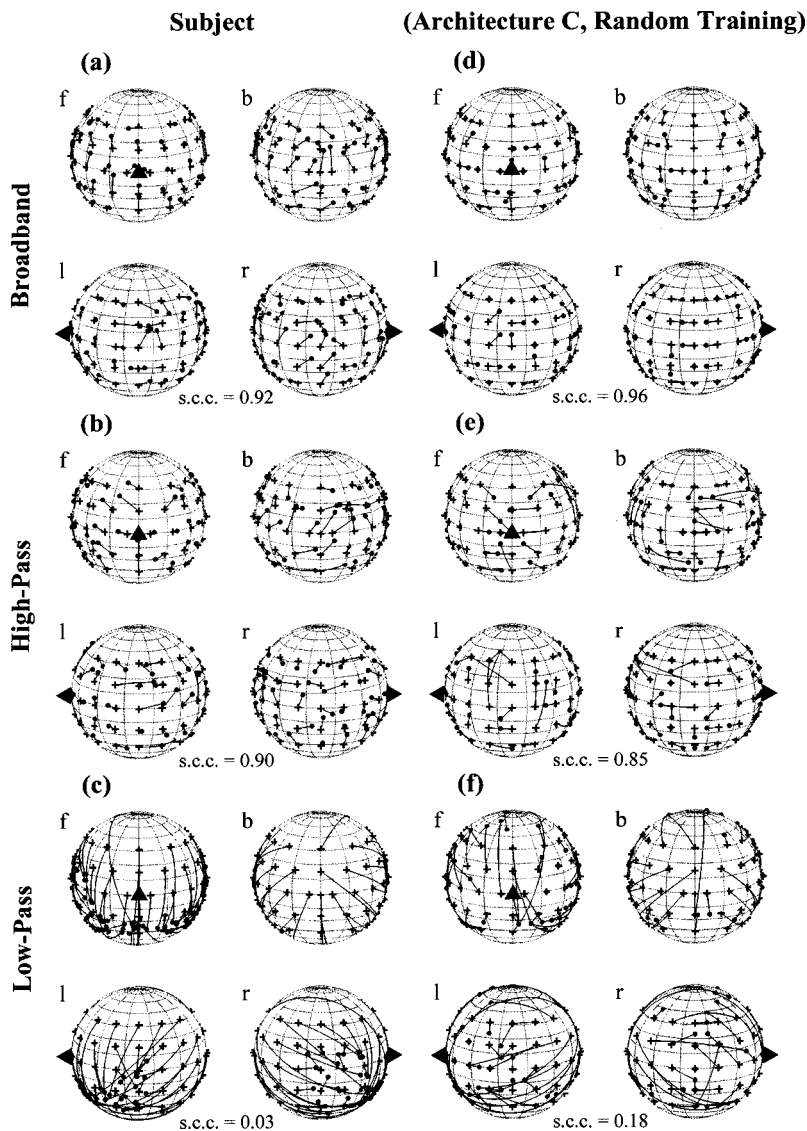 Subject (Architecture C, Random Training)
(a) (d)
f b f b
Broadband
l r l r
s.c.c. = 0.92 s.c.c. = 0.96
(b) (e)
f b f b
High-Pass
l r l r
s.c.c. = 0.90 s.c.c. = 0.85
(c) (f)
f b f b
Low-Pass
l r l r
s.c.c. = 0.03 s.c.c. = 0.18